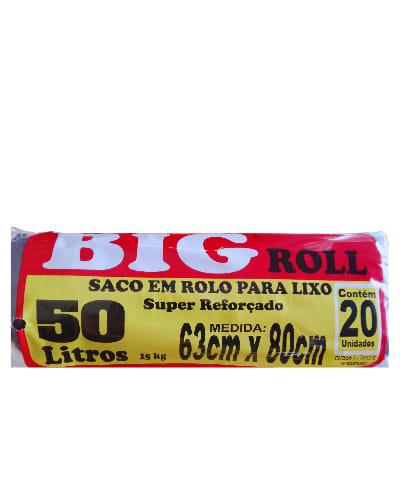 BIG ROLL
SACO EM ROLO PARA LIXO
Super Reforçado
50
Litros
15 kg
MEDIDA:
63cm x 80cm
Contém
20
Unidades